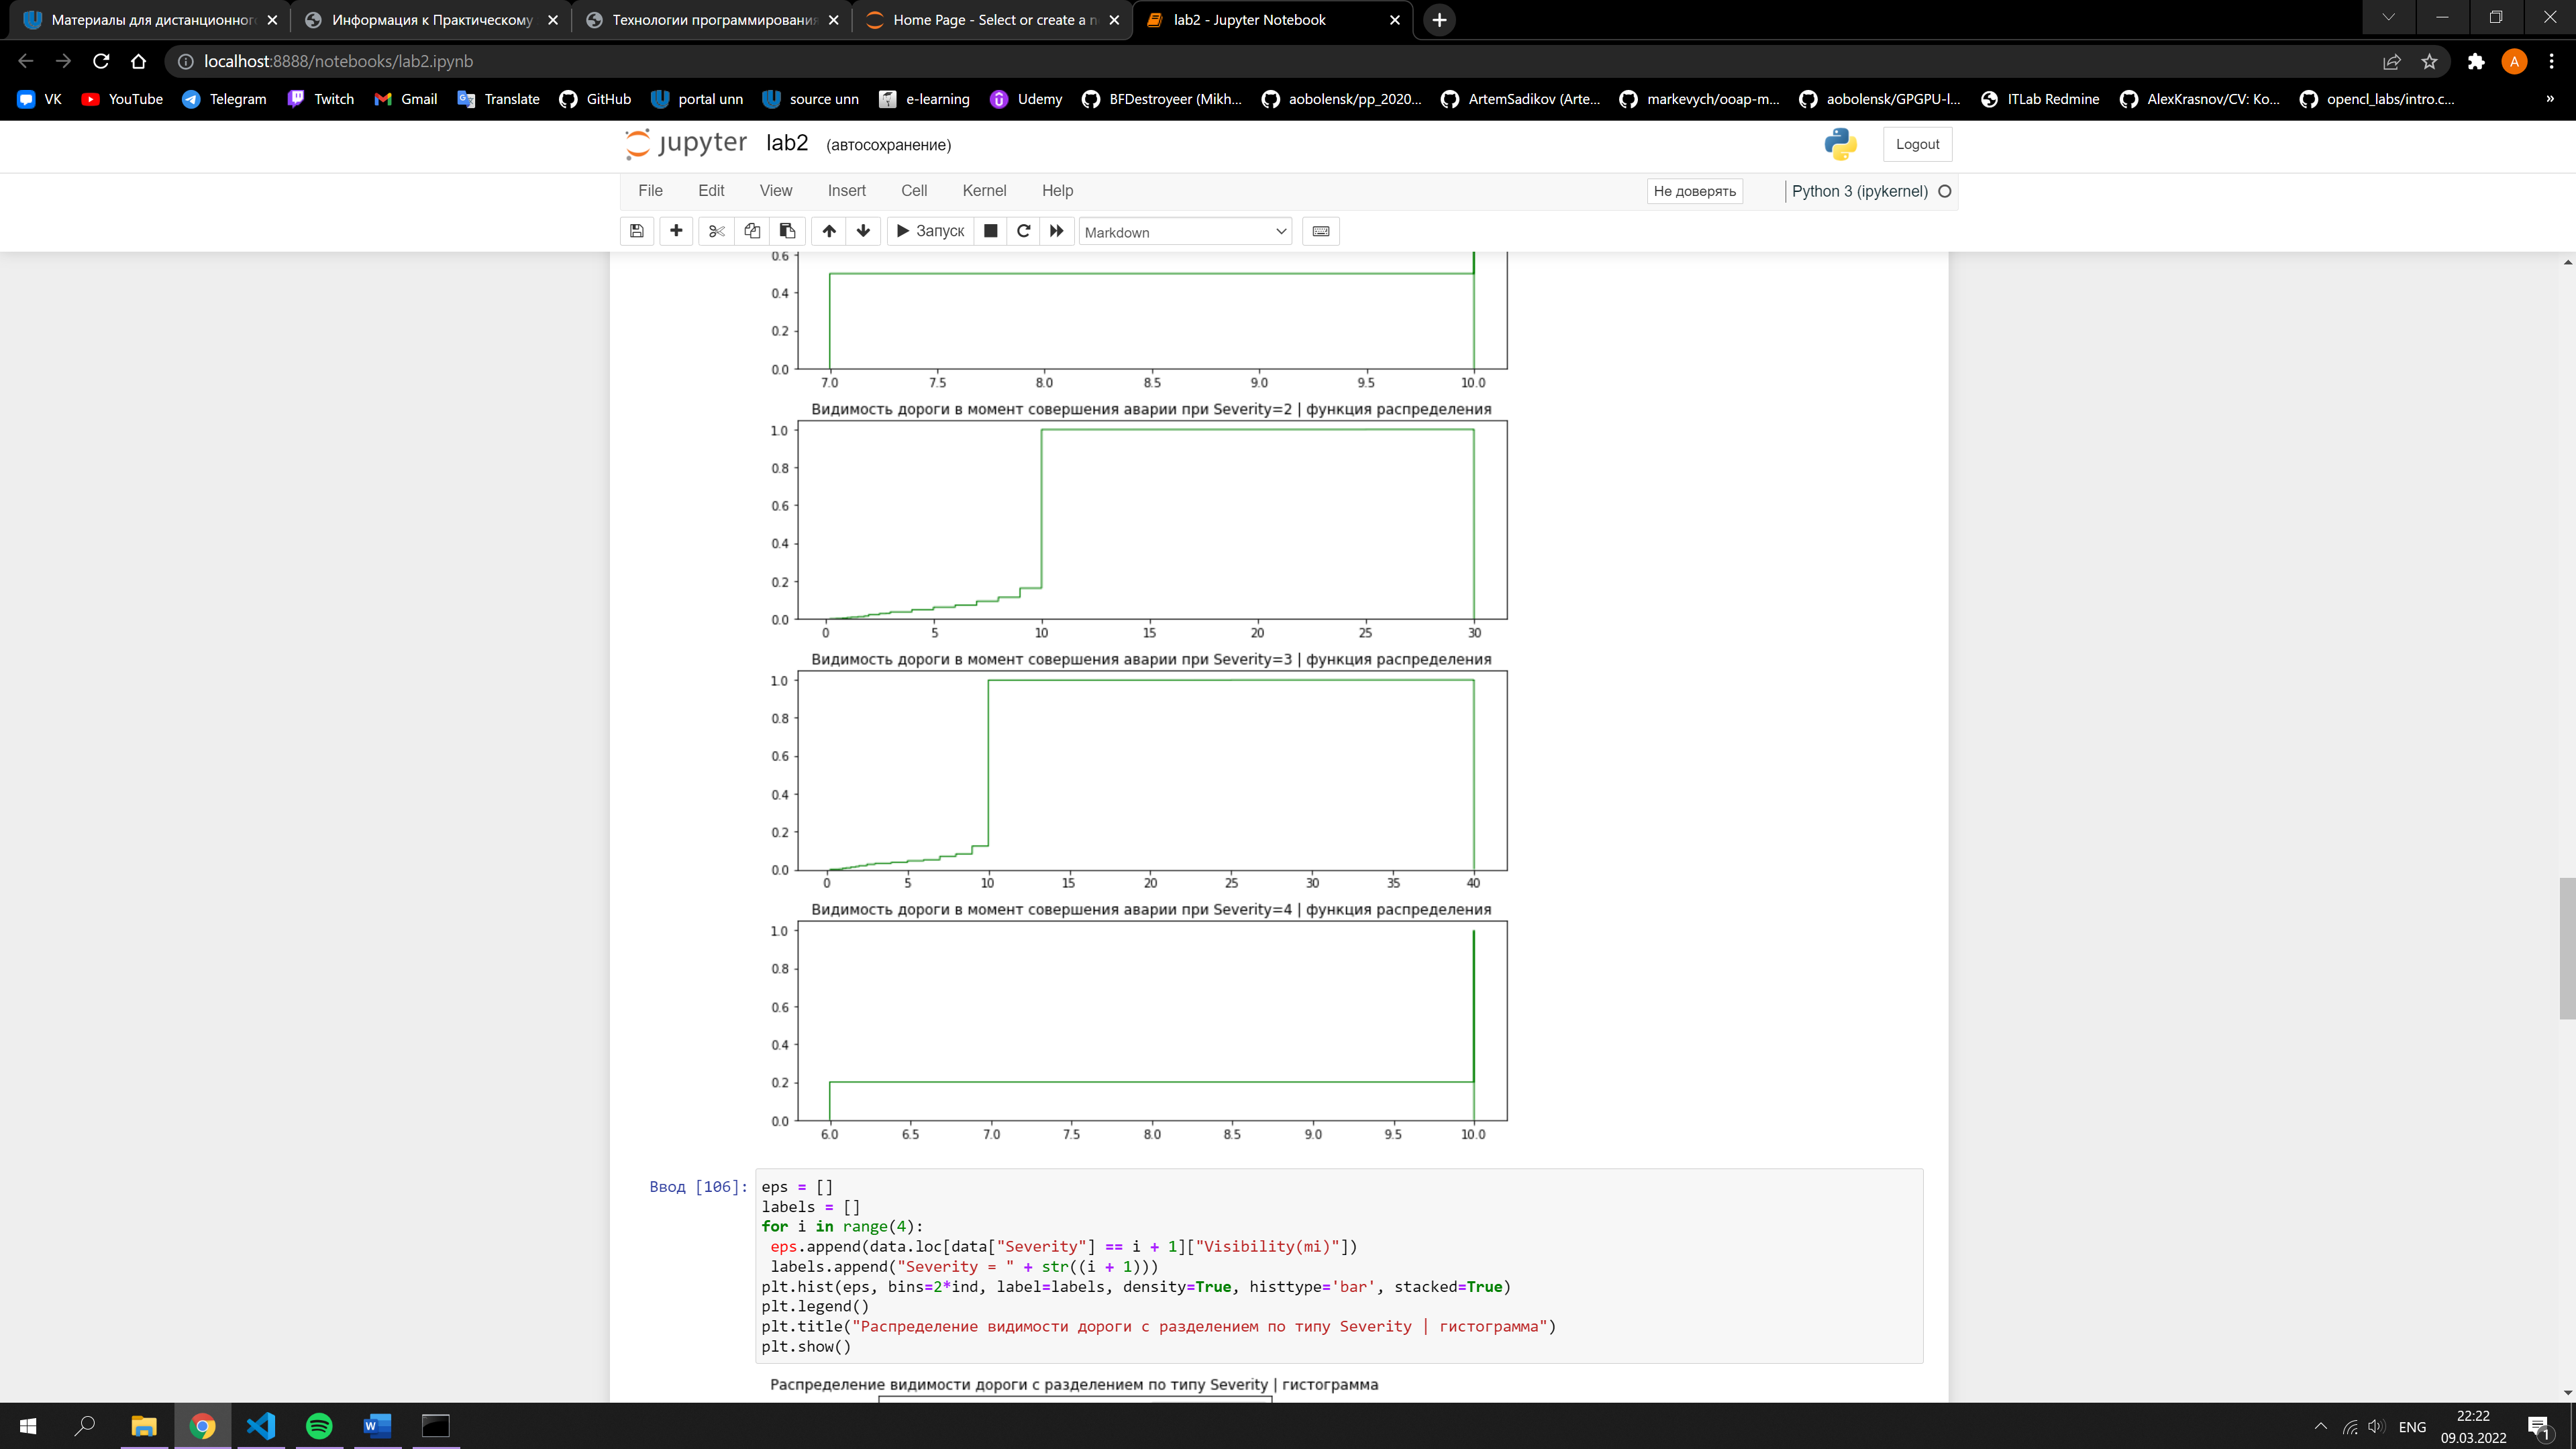 Материалы для дистанционного
Информация к Практическому
Технологии программирования
Home Page - Select or create a n
lab2 - Jupyter Notebook
localhost:8888/notebooks/lab2.ipynb
A
VK YouTube Telegram Twitch Gmail Translate GitHub portal unn source unn e-learning Udemy BFDestroyeer (Mikh... aobolensk/pp_2020... ArtemSadikov (Arte... markevych/ooap-m... aobolensk/GPGPU-l... ITLab Redmine AlexKrasnov/CV: Ko... opencl_labs/intro.c... »
jupyter lab2 (автосохранение) Logout
File Edit View Insert Cell Kernel Help Не доверять Python 3 (ipykernel)
Запуск Markdown
0.6
0.4
0.2
0.0
7.0 7.5 8.0 8.5 9.0 9.5 10.0
Видимость дороги в момент совершения аварии при Severity=2 | функция распределения
1.0
0.8
0.6
0.4
0.2
0.0
0 5 10 15 20 25 30
Видимость дороги в момент совершения аварии при Severity=3 | функция распределения
1.0
0.8
0.6
0.4
0.2
0.0
0 5 10 15 20 25 30 35 40
Видимость дороги в момент совершения аварии при Severity=4 | функция распределения
1.0
0.8
0.6
0.4
0.2
0.0
6.0 6.5 7.0 7.5 8.0 8.5 9.0 9.5 10.0
Ввод [106]: eps = []
labels = []
for i in range(4):
 eps.append(data.loc[data["Severity"] == i + 1]["Visibility(mi)"])
 labels.append("Severity = " + str((i + 1)))
plt.hist(eps, bins=2*ind, label=labels, density=True, histtype='bar', stacked=True)
plt.legend()
plt.title("Распределение видимости дороги с разделением по типу Severity | гистограмма")
plt.show()
Распределение видимости дороги с разделением по типу Severity | гистограмма
ENG
22:22
09.03.2022
1